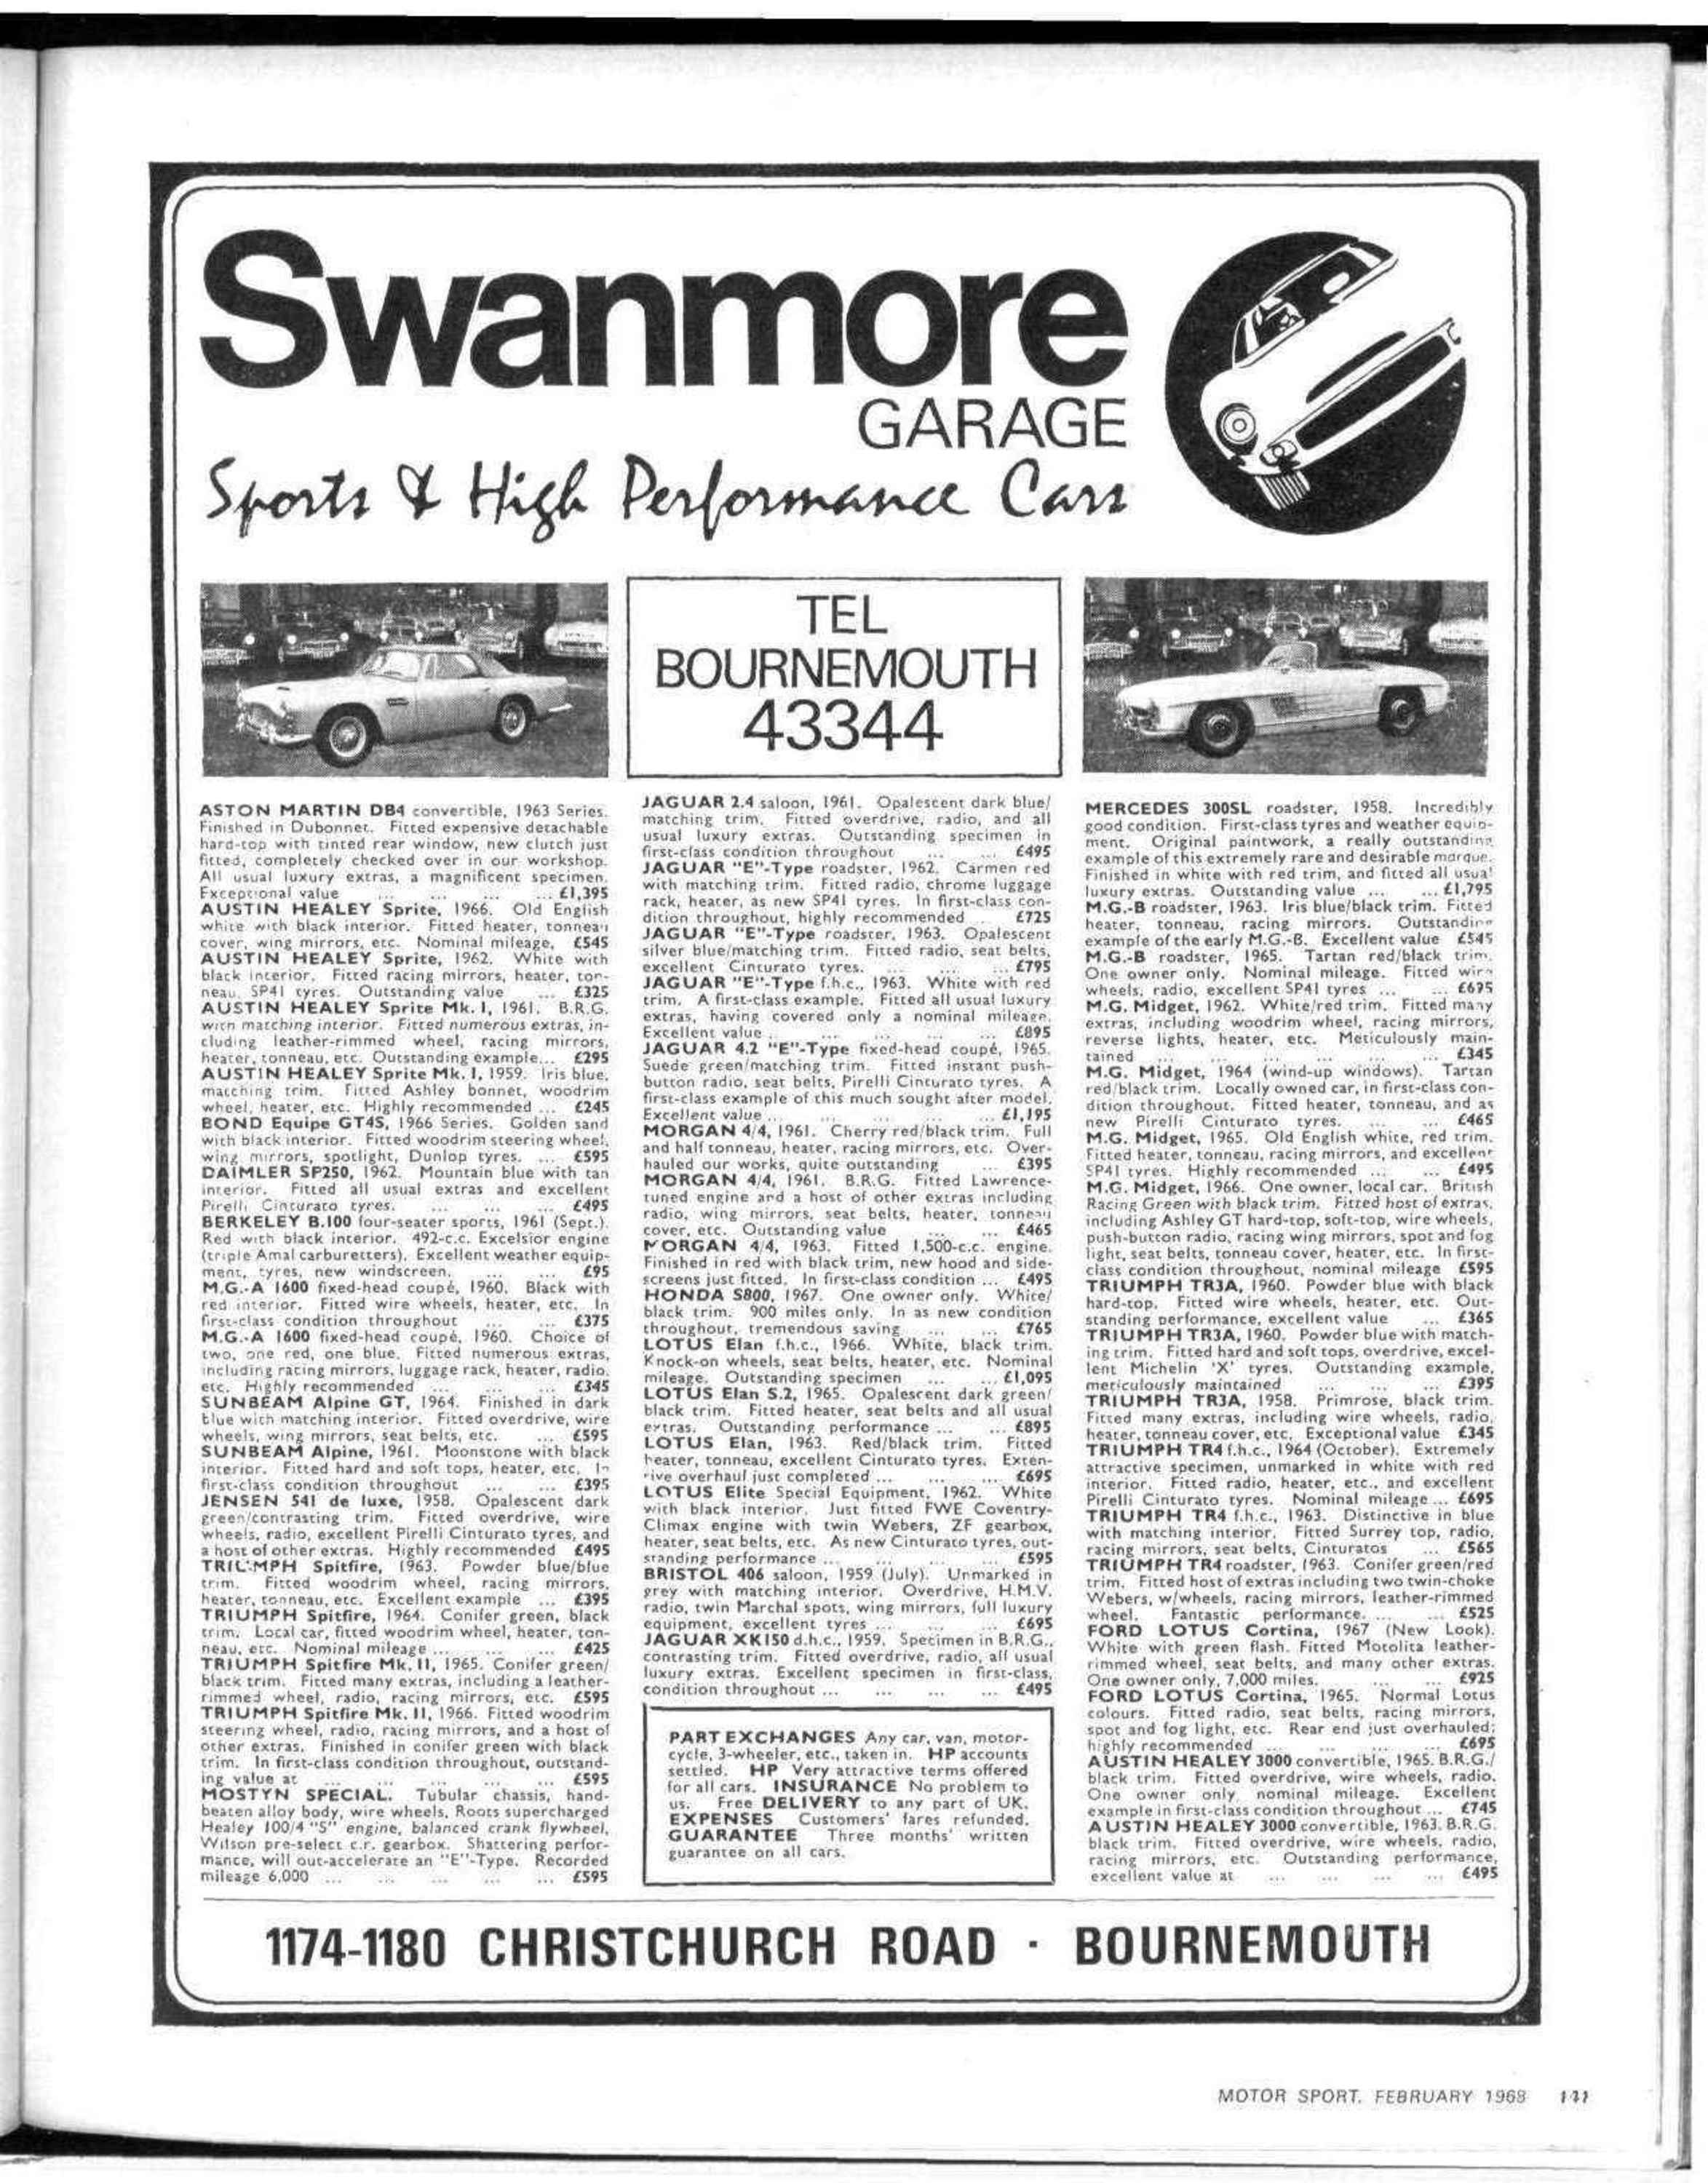 Swanmore
GARAGE
Sports & High Performance Cars
TEL
BOURNEMOUTH
43344
ASTON MARTIN DB4 convertible, 1963 Series.
Finished in Dubonnet. Fitted expensive detachable
hard-top with tinted rear window, new clutch just
fitted, completely checked over in our workshop.
All usual luxury extras, a magnificent specimen.
Exceptional value ... ... ... ... £1,395
AUSTIN HEALEY Sprite, 1966. Old English
white with black interior. Fitted heater, tonneau
cover, wing mirrors, etc. Nominal mileage, £545
AUSTIN HEALEY Sprite, 1962. White with
black interior. Fitted racing mirrors, heater, ton-
neau, SP41 tyres. Outstanding value ... £325
AUSTIN HEALEY Sprite Mk. I, 1961. B.R.G.
with matching interior. Fitted numerous extras, in-
cluding leather-rimmed wheel, racing mirrors,
heater, tonneau, etc. Outstanding example... £295
AUSTIN HEALEY Sprite Mk. I, 1959. Iris blue,
matching trim. Fitted Ashley bonnet, woodrim
wheel, heater, etc. Highly recommended ... £245
BOND Equipe GT4S, 1966 Series. Golden sand
with black interior. Fitted woodrim steering wheel,
wing mirrors, spotlight, Dunlop tyres. ... £595
DAIMLER SP250, 1962. Mountain blue with tan
interior. Fitted all usual extras and excellent
Pirelli Cinturato tyres. ... ... ... £495
BERKELEY B.100 four-seater sports, 1961 (Sept.).
Red with black interior. 492-c.c. Excelsior engine
(triple Amal carburetters). Excellent weather equip-
ment, tyres, new windscreen. ... ... £95
M.G.-A 1600 fixed-head coupé, 1960. Black with
red interior. Fitted wire wheels, heater, etc. In
first-class condition throughout ... ... £375
M.G.-A 1600 fixed-head coupé, 1960. Choice of
two, one red, one blue. Fitted numerous extras,
including racing mirrors, luggage rack, heater, radio,
etc. Highly recommended ... ... ... £345
SUNBEAM Alpine GT, 1964. Finished in dark
blue with matching interior. Fitted overdrive, wire
wheels, wing mirrors, seat belts, etc. ... £595
SUNBEAM Alpine, 1961. Moonstone with black
interior. Fitted hard and soft tops, heater, etc. In
first-class condition throughout ... ... £395
JENSEN 541 de luxe, 1958. Opalescent dark
green/contrasting trim. Fitted overdrive, wire
wheels, radio, excellent Pirelli Cinturato tyres, and
a host of other extras. Highly recommended £495
TRIUMPH Spitfire, 1963. Powder blue/blue
trim. Fitted woodrim wheel, racing mirrors,
heater, tonneau, etc. Excellent example ... £395
TRIUMPH Spitfire, 1964. Conifer green, black
trim. Local car, fitted woodrim wheel, heater, ton-
neau, etc. Nominal mileage ... ... ... £425
TRIUMPH Spitfire Mk. II, 1965. Conifer green/
black trim. Fitted many extras, including a leather-
rimmed wheel, radio, racing mirrors, etc. £595
TRIUMPH Spitfire Mk. II, 1966. Fitted woodrim
steering wheel, radio, racing mirrors, and a host of
other extras. Finished in conifer green with black
trim. In first-class condition throughout, outstand-
ing value at ... ... ... ... ... £595
MOSTYN SPECIAL. Tubular chassis, hand-
beaten alloy body, wire wheels, Roots supercharged
Healey 100/4 "S" engine, balanced crank flywheel,
Wilson pre-select c.r. gearbox. Shattering perfor-
mance, will out-accelerate an "E"-Type. Recorded
mileage 6,000 ... ... ... ... ... £595
JAGUAR 2.4 saloon, 1961. Opalescent dark blue/
matching trim. Fitted overdrive, radio, and all
usual luxury extras. Outstanding specimen in
first-class condition throughout ... ... £495
JAGUAR "E"-Type roadster, 1962. Carmen red
with matching trim. Fitted radio, chrome luggage
rack, heater, as new SP41 tyres. In first-class con-
dition throughout, highly recommended ... £725
JAGUAR "E"-Type roadster, 1963. Opalescent
silver blue/matching trim. Fitted radio, seat belts,
excellent Cinturato tyres. ... ... ... £795
JAGUAR "E"-Type f.h.c., 1963. White with red
trim. A first-class example. Fitted all usual luxury
extras, having covered only a nominal mileage.
Excellent value ... ... ... ... ... £895
JAGUAR 4.2 "E"-Type fixed-head coupé, 1965.
Suede green/matching trim. Fitted instant push-
button radio, seat belts, Pirelli Cinturato tyres. A
first-class example of this much sought after model.
Excellent value ... ... ... ... ... £1,195
MORGAN 4/4, 1961. Cherry red/black trim. Full
and half tonneau, heater, racing mirrors, etc. Over-
hauled our works, quite outstanding ... £395
MORGAN 4/4, 1961. B.R.G. Fitted Lawrence-
tuned engine and a host of other extras including
radio, wing mirrors, seat belts, heater, tonneau
cover, etc. Outstanding value ... ... £465
MORGAN 4/4, 1963. Fitted 1,500-c.c. engine.
Finished in red with black trim, new hood and side-
screens just fitted. In first-class condition ... £495
HONDA S800, 1967. One owner only. White/
black trim. 900 miles only. In as new condition
throughout, tremendous saving ... ... £765
LOTUS Elan f.h.c., 1966. White, black trim.
Knock-on wheels, seat belts, heater, etc. Nominal
mileage. Outstanding specimen ... ... £1,095
LOTUS Elan S.2, 1965. Opalescent dark green/
black trim. Fitted heater, seat belts and all usual
extras. Outstanding performance ... ... £895
LOTUS Elan, 1963. Red/black trim. Fitted
heater, tonneau, excellent Cinturato tyres. Exten-
sive overhaul just completed ... ... ... £695
LOTUS Elite Special Equipment, 1962. White
with black interior. Just fitted FWE Coventry-
Climax engine with twin Webers, ZF gearbox,
heater, seat belts, etc. As new Cinturato tyres, out-
standing performance ... ... ... ... £595
BRISTOL 406 saloon, 1959 (July). Unmarked in
grey with matching interior. Overdrive, H.M.V.
radio, twin Marchal spots, wing mirrors, full luxury
equipment, excellent tyres ... ... ... £695
JAGUAR XK150 d.h.c., 1959. Specimen in B.R.G.,
contrasting trim. Fitted overdrive, radio, all usual
luxury extras. Excellent specimen in first-class,
condition throughout ... ... ... ... £495
PART EXCHANGES Any car, van, motor-
cycle, 3-wheeler, etc., taken in. HP accounts
settled. HP Very attractive terms offered
for all cars. INSURANCE No problem to
us. Free DELIVERY to any part of UK.
EXPENSES Customers' fares refunded.
GUARANTEE Three months' written
guarantee on all cars.
MERCEDES 300SL roadster, 1958. Incredibly
good condition. First-class tyres and weather equip-
ment. Original paintwork, a really outstanding
example of this extremely rare and desirable marque.
Finished in white with red trim, and fitted all usual
luxury extras. Outstanding value ... ... £1,795
M.G.-B roadster, 1963. Iris blue/black trim. Fitted
heater, tonneau, racing mirrors. Outstanding
example of the early M.G.-B. Excellent value £545
M.G.-B roadster, 1965. Tartan red/black trim.
One owner only. Nominal mileage. Fitted wire
wheels, radio, excellent SP41 tyres ... ... £675
M.G. Midget, 1962. White/red trim. Fitted many
extras, including woodrim wheel, racing mirrors,
reverse lights, heater, etc. Meticulously main-
tained ... ... ... ... ... ... £345
M.G. Midget, 1964 (wind-up windows). Tartan
red/black trim. Locally owned car, in first-class con-
dition throughout. Fitted heater, tonneau, and as
new Pirelli Cinturato tyres. ... ... £465
M.G. Midget, 1965. Old English white, red trim.
Fitted heater, tonneau, racing mirrors, and excellent
SP41 tyres. Highly recommended ... ... £495
M.G. Midget, 1966. One owner, local car. British
Racing Green with black trim. Fitted host of extras,
including Ashley GT hard-top, soft-top, wire wheels,
push-button radio, racing wing mirrors, spot and fog
light, seat belts, tonneau cover, heater, etc. In first-
class condition throughout, nominal mileage £595
TRIUMPH TR3A, 1960. Powder blue with black
hard-top. Fitted wire wheels, heater, etc. Out-
standing performance, excellent value ... £365
TRIUMPH TR3A, 1960. Powder blue with match-
ing trim. Fitted hard and soft tops, overdrive, excel-
lent Michelin 'X' tyres. Outstanding example,
meticulously maintained ... ... ... £395
TRIUMPH TR3A, 1958. Primrose, black trim.
Fitted many extras, including wire wheels, radio,
heater, tonneau cover, etc. Exceptional value £345
TRIUMPH TR4 f.h.c., 1964 (October). Extremely
attractive specimen, unmarked in white with red
interior. Fitted radio, heater, etc., and excellent
Pirelli Cinturato tyres. Nominal mileage ... £695
TRIUMPH TR4 f.h.c., 1963. Distinctive in blue
with matching interior. Fitted Surrey top, radio,
racing mirrors, seat belts, Cinturatos ... £565
TRIUMPH TR4 roadster, 1963. Conifer green/red
trim. Fitted host of extras including two twin-choke
Webers, w/wheels, racing mirrors, leather-rimmed
wheel. Fantastic performance. ... ... £525
FORD LOTUS Cortina, 1967 (New Look).
White with green flash. Fitted Motolita leather-
rimmed wheel, seat belts, and many other extras.
One owner only, 7,000 miles. ... ... £925
FORD LOTUS Cortina, 1965. Normal Lotus
colours. Fitted radio, seat belts, racing mirrors,
spot and fog light, etc. Rear end just overhauled;
highly recommended ... ... ... ... £695
AUSTIN HEALEY 3000 convertible, 1965. B.R.G./
black trim. Fitted overdrive, wire wheels, radio.
One owner only, nominal mileage. Excellent
example in first-class condition throughout ... £745
AUSTIN HEALEY 3000 convertible, 1963. B.R.G.
black trim. Fitted overdrive, wire wheels, radio,
racing mirrors, etc. Outstanding performance,
excellent value at ... ... ... ... £495
1174-1180 CHRISTCHURCH ROAD · BOURNEMOUTH
MOTOR SPORT, FEBRUARY 1968